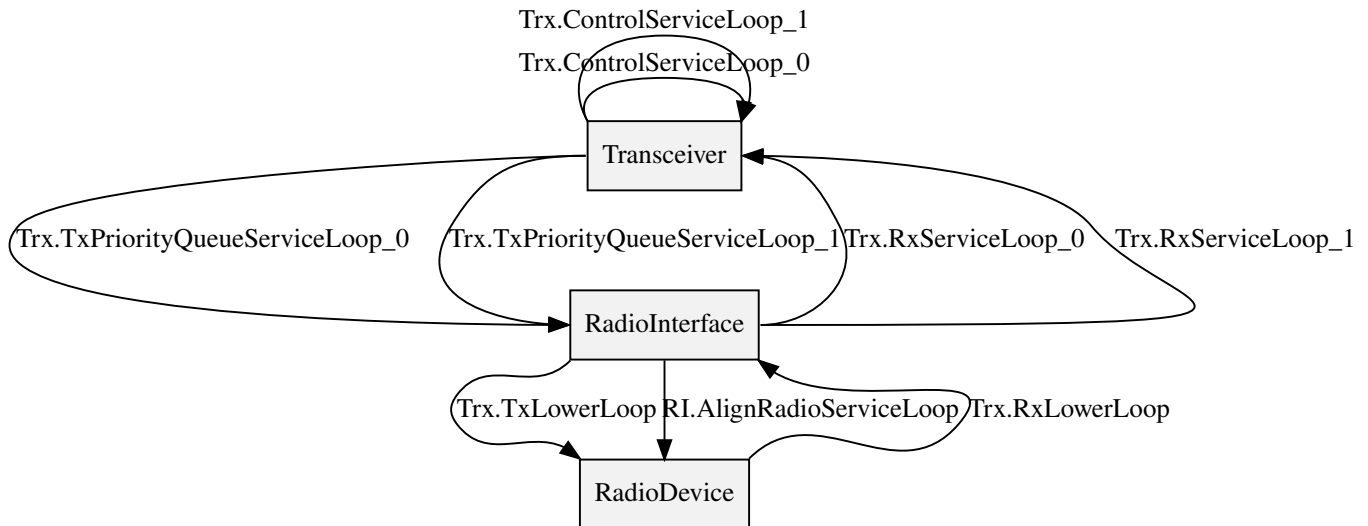 Trx.ControlServiceLoop_1
Trx.ControlServiceLoop_0
Transceiver
Trx.TxPriorityQueueServiceLoop_0
Trx.TxPriorityQueueServiceLoop_1
Trx.RxServiceLoop_0
Trx.RxServiceLoop_1
RadioInterface
Trx.TxLowerLoop
RI.AlignRadioServiceLoop
Trx.RxLowerLoop
RadioDevice